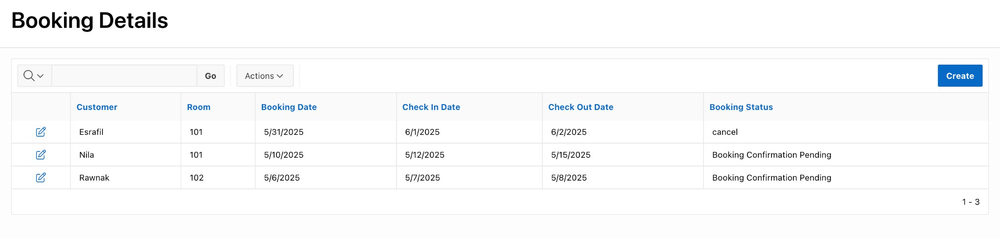 Booking Details
Go Actions Create
Customer Room Booking Date Check In Date Check Out Date Booking Status
Esrafil 101 5/31/2025 6/1/2025 6/2/2025 cancel
Nila 101 5/10/2025 5/12/2025 5/15/2025 Booking Confirmation Pending
Rawnak 102 5/6/2025 5/7/2025 5/8/2025 Booking Confirmation Pending
1 - 3